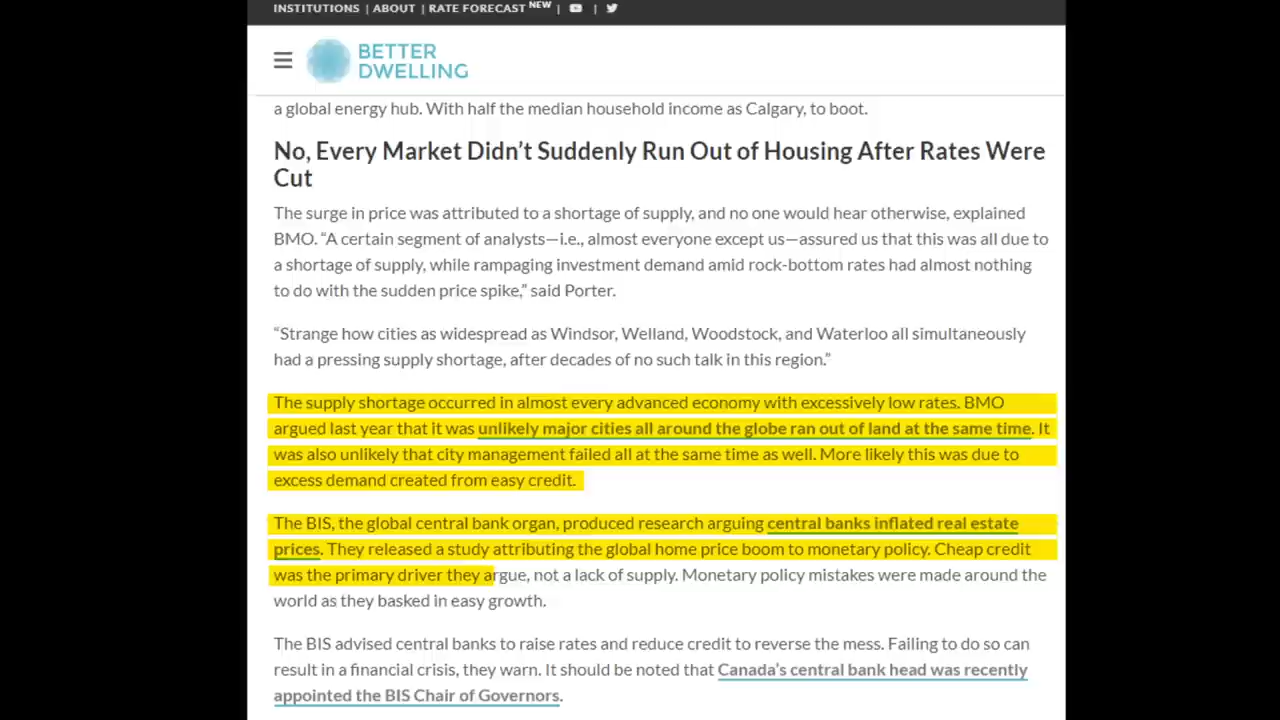 INSTITUTIONS | ABOUT | RATE FORECAST NEW | |
BETTER
DWELLING
a global energy hub. With half the median household income as Calgary, to boot.
No, Every Market Didn’t Suddenly Run Out of Housing After Rates Were
Cut
The surge in price was attributed to a shortage of supply, and no one would hear otherwise, explained
BMO. “A certain segment of analysts—i.e., almost everyone except us—assured us that this was all due to
a shortage of supply, while rampaging investment demand amid rock-bottom rates had almost nothing
to do with the sudden price spike,” said Porter.
“Strange how cities as widespread as Windsor, Welland, Woodstock, and Waterloo all simultaneously
had a pressing supply shortage, after decades of no such talk in this region.”
The supply shortage occurred in almost every advanced economy with excessively low rates. BMO
argued last year that it was unlikely major cities all around the globe ran out of land at the same time. It
was also unlikely that city management failed all at the same time as well. More likely this was due to
excess demand created from easy credit.
The BIS, the global central bank organ, produced research arguing central banks inflated real estate
prices. They released a study attributing the global home price boom to monetary policy. Cheap credit
was the primary driver they argue, not a lack of supply. Monetary policy mistakes were made around the
world as they basked in easy growth.
The BIS advised central banks to raise rates and reduce credit to reverse the mess. Failing to do so can
result in a financial crisis, they warn. It should be noted that Canada’s central bank head was recently
appointed the BIS Chair of Governors.